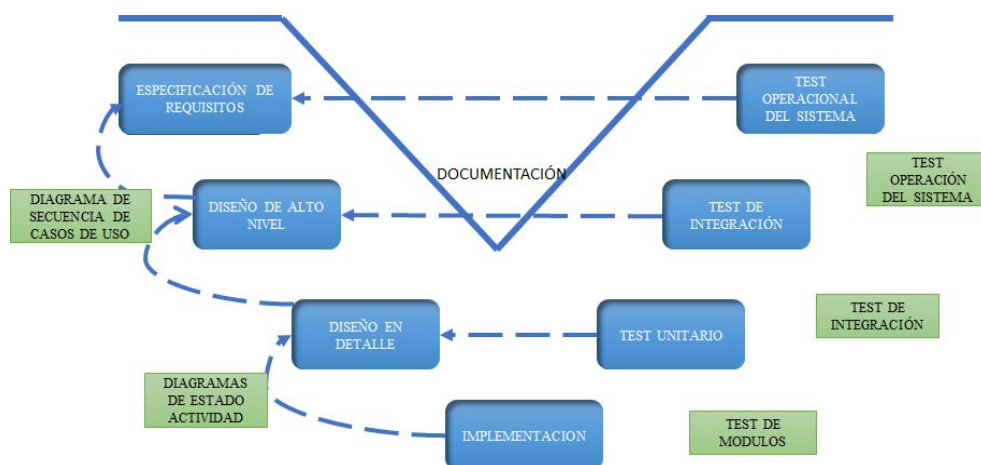 ESPECIFICACIÓN DE
REQUISITOS
TEST
OPERACIONAL
DEL SISTEMA
DOCUMENTACIÓN
TEST
OPERACIÓN
DEL SISTEMA
DIAGRAMA DE
SECUENCIA DE
CASOS DE USO
DISEÑO DE ALTO
NIVEL
TEST DE
INTEGRACIÓN
DISEÑO EN
DETALLE
TEST UNITARIO
TEST DE
INTEGRACIÓN
DIAGRAMAS
DE ESTADO
ACTIVIDAD
IMPLEMENTACION
TEST DE
MODULOS